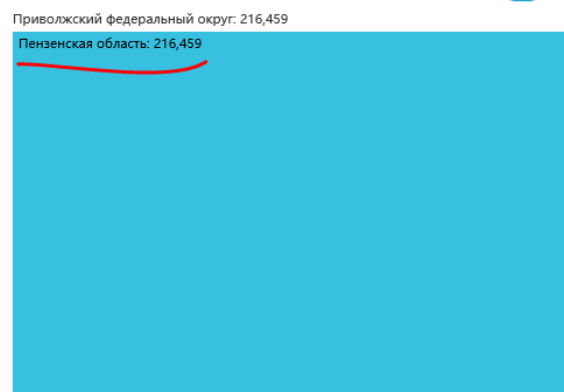 Приволжский федеральный округ: 216,459
Пензенская область: 216,459